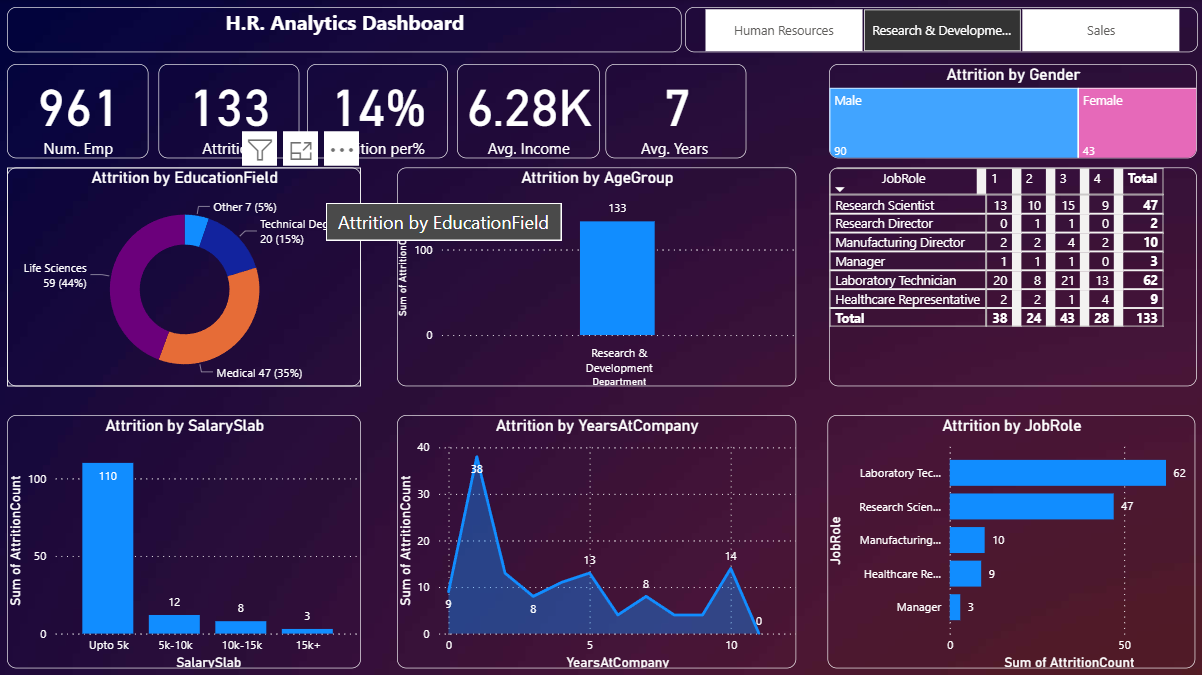 H.R. Analytics Dashboard
Human Resources
Research & Developme...
Sales
961
Num. Emp
133
Attritio
14%
ition per%
6.28K
Avg. Income
7
Avg. Years
Attrition by Gender
Male
90
Female
43
Attrition by EducationField
Other 7 (5%)
Technical Deg
20 (15%)
Life Sciences
59 (44%)
Medical 47 (35%)
Attrition by EducationField
Attrition by AgeGroup
Sum of AttritionC
100
0
133
Research &
Development
Department
JobRole 1 2 3 4 Total
Research Scientist 13 10 15 9 47
Research Director 0 1 1 0 2
Manufacturing Director 2 2 4 2 10
Manager 1 1 1 0 3
Laboratory Technician 20 8 21 13 62
Healthcare Representative 2 2 1 4 9
Total 38 24 43 28 133
Attrition by SalarySlab
Sum of AttritionCount
100
50
0
110
12
8
3
Upto 5k 5k-10k 10k-15k 15k+
SalarySlab
Attrition by YearsAtCompany
Sum of AttritionCount
40
30
20
10
0
9
38
8
13
8
14
0
0 5 10
YearsAtCompany
Attrition by JobRole
JobRole
Laboratory Tec... 62
Research Scien... 47
Manufacturing... 10
Healthcare Re... 9
Manager 3
0 50
Sum of AttritionCount